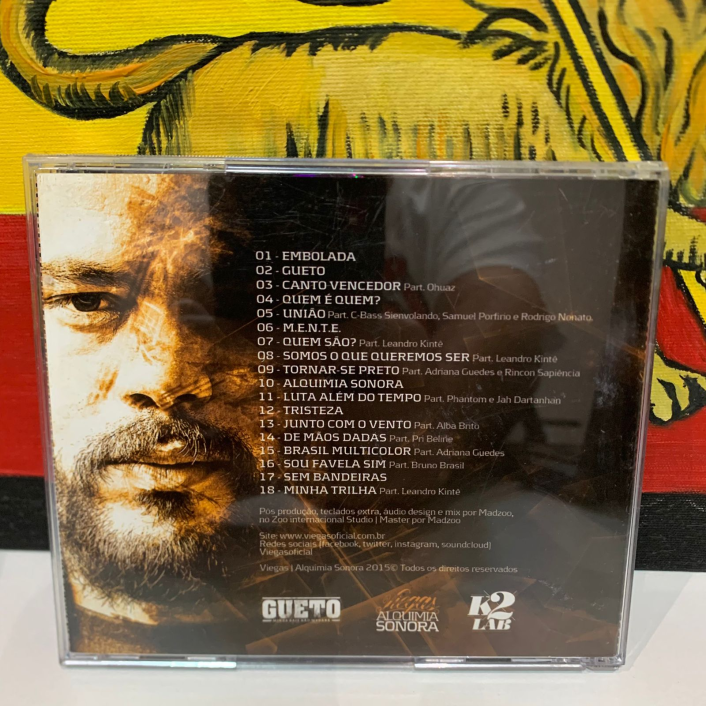 01 - EMBOLADA
02 - GUETO
03 - CANTO VENCEDOR Part. Ohuaz
04 - QUEM É QUEM?
05 - UNIÃO Part. C-Bass Sienvolando, Samuel Porfirio e Rodrigo Nonato.
06 - M.E.N.T.E.
07 - QUEM SÃO? Part. Leandro Kintê
08 - SOMOS O QUE QUEREMOS SER Part. Leandro Kintê
09 - TORNAR-SE PRETO Part. Adriana Guedes e Rincon Sapiência
10 - ALQUIMIA SONORA
11 - LUTA ALÉM DO TEMPO Part. Phantom e Jah Dartanhan
12 - TRISTEZA
13 - JUNTO COM O VENTO Part. Alba Brito
14 - DE MÃOS DADAS Part. Pri Beline
15 - BRASIL MULTICOLOR Part. Adriana Guedes
16 - SOU FAVELA SIM Part. Bruno Brasil
17 - SEM BANDEIRAS
18 - MINHA TRILHA Part. Leandro Kintê
Pos produção, teclados extra, áudio design e mix por Madzoo,
no Zoo internacional Studio | Master por Madzoo
Site: www.viegasoficial.com.br
Redes sociais (facebook, twitter, instagram, soundcloud)
Viegasoficial
Viegas | Alquimia Sonora 2015© Todos os direitos reservados
GUETO
Viegas
ALQUIMIA
SONORA
K2
LAB